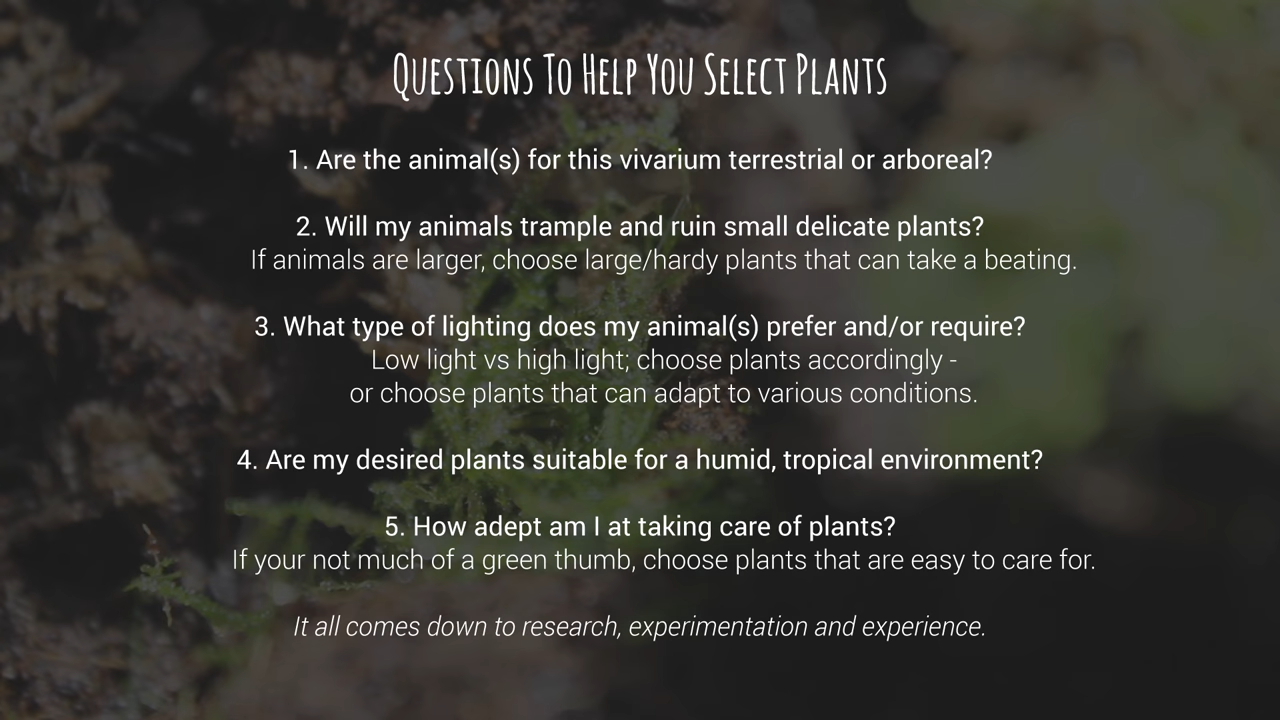 Questions To Help You Select Plants
1. Are the animal(s) for this vivarium terrestrial or arboreal?
2. Will my animals trample and ruin small delicate plants?
If animals are larger, choose large/hardy plants that can take a beating.
3. What type of lighting does my animal(s) prefer and/or require?
Low light vs high light; choose plants accordingly -
or choose plants that can adapt to various conditions.
4. Are my desired plants suitable for a humid, tropical environment?
5. How adept am I at taking care of plants?
If your not much of a green thumb, choose plants that are easy to care for.
It all comes down to research, experimentation and experience.